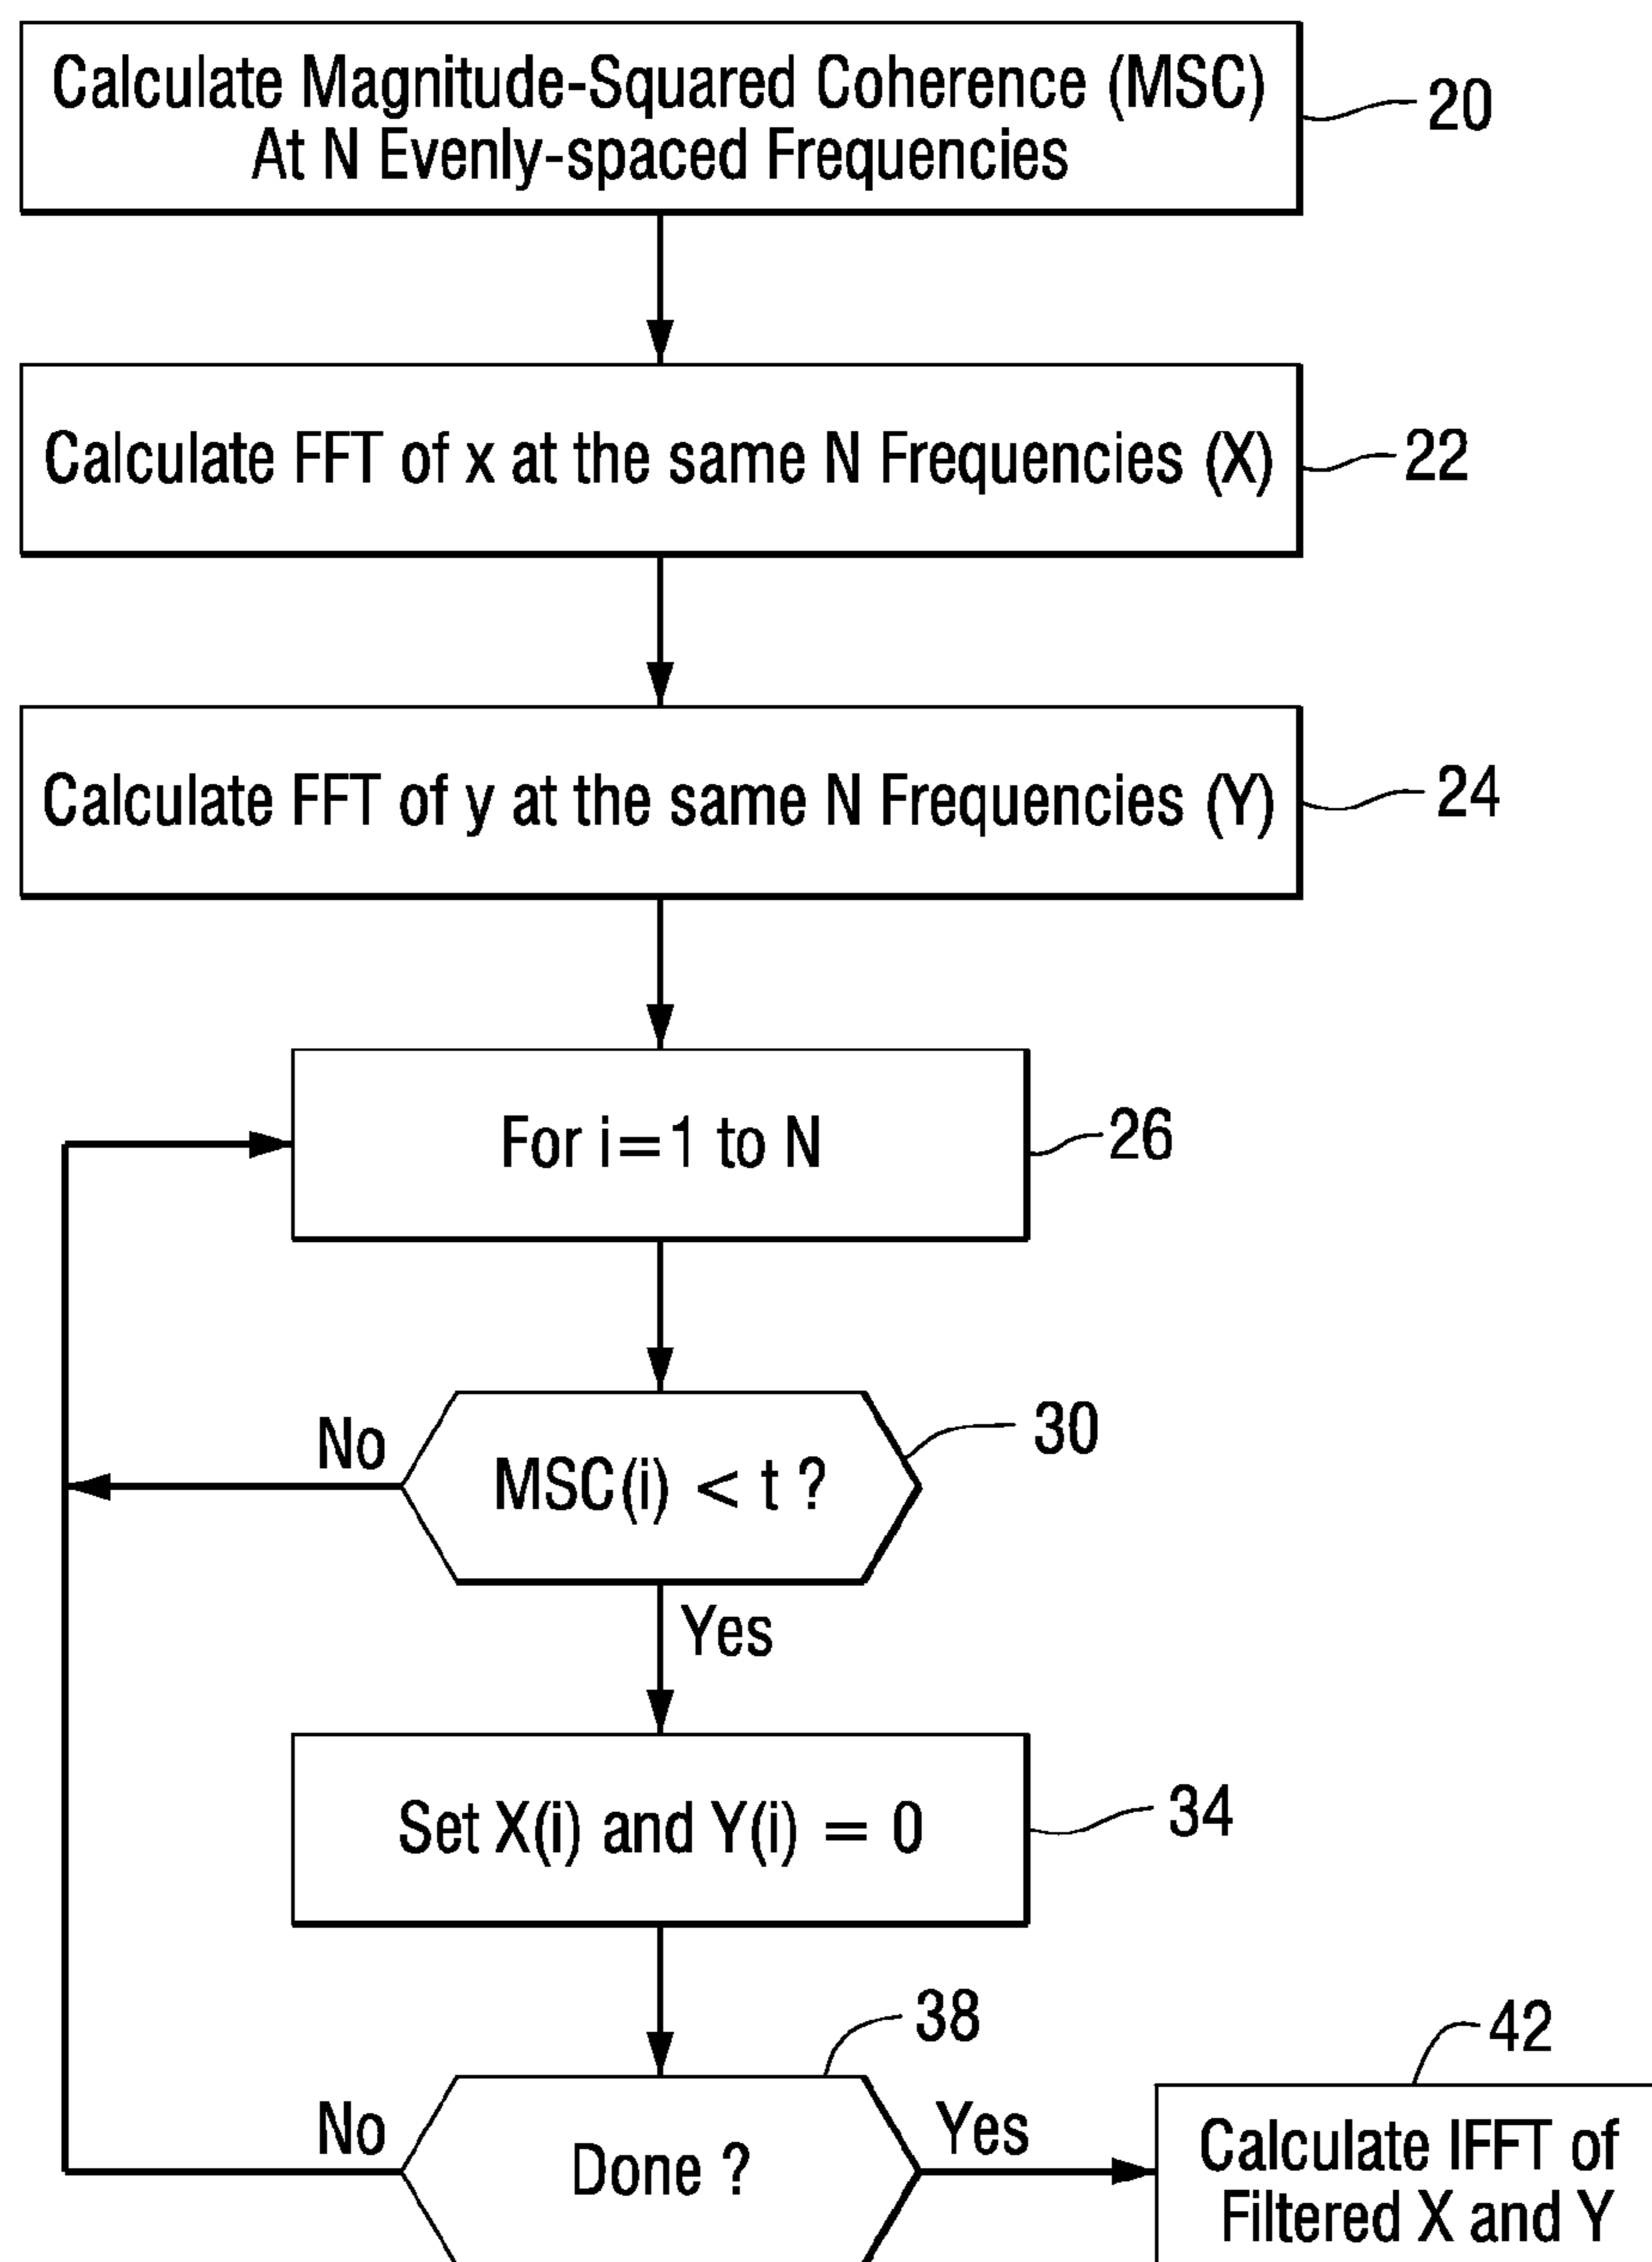 Calculate Magnitude-Squared Coherence (MSC)
At N Evenly-spaced Frequencies
20
Calculate FFT of x at the same N Frequencies (X)
22
Calculate FFT of y at the same N Frequencies (Y)
24
For i=1 to N
26
MSC(i) < t ?
30
No
Yes
Set X(i) and Y(i) = 0
34
38
42
No
Done ?
Yes
Calculate IFFT of
Filtered X and Y